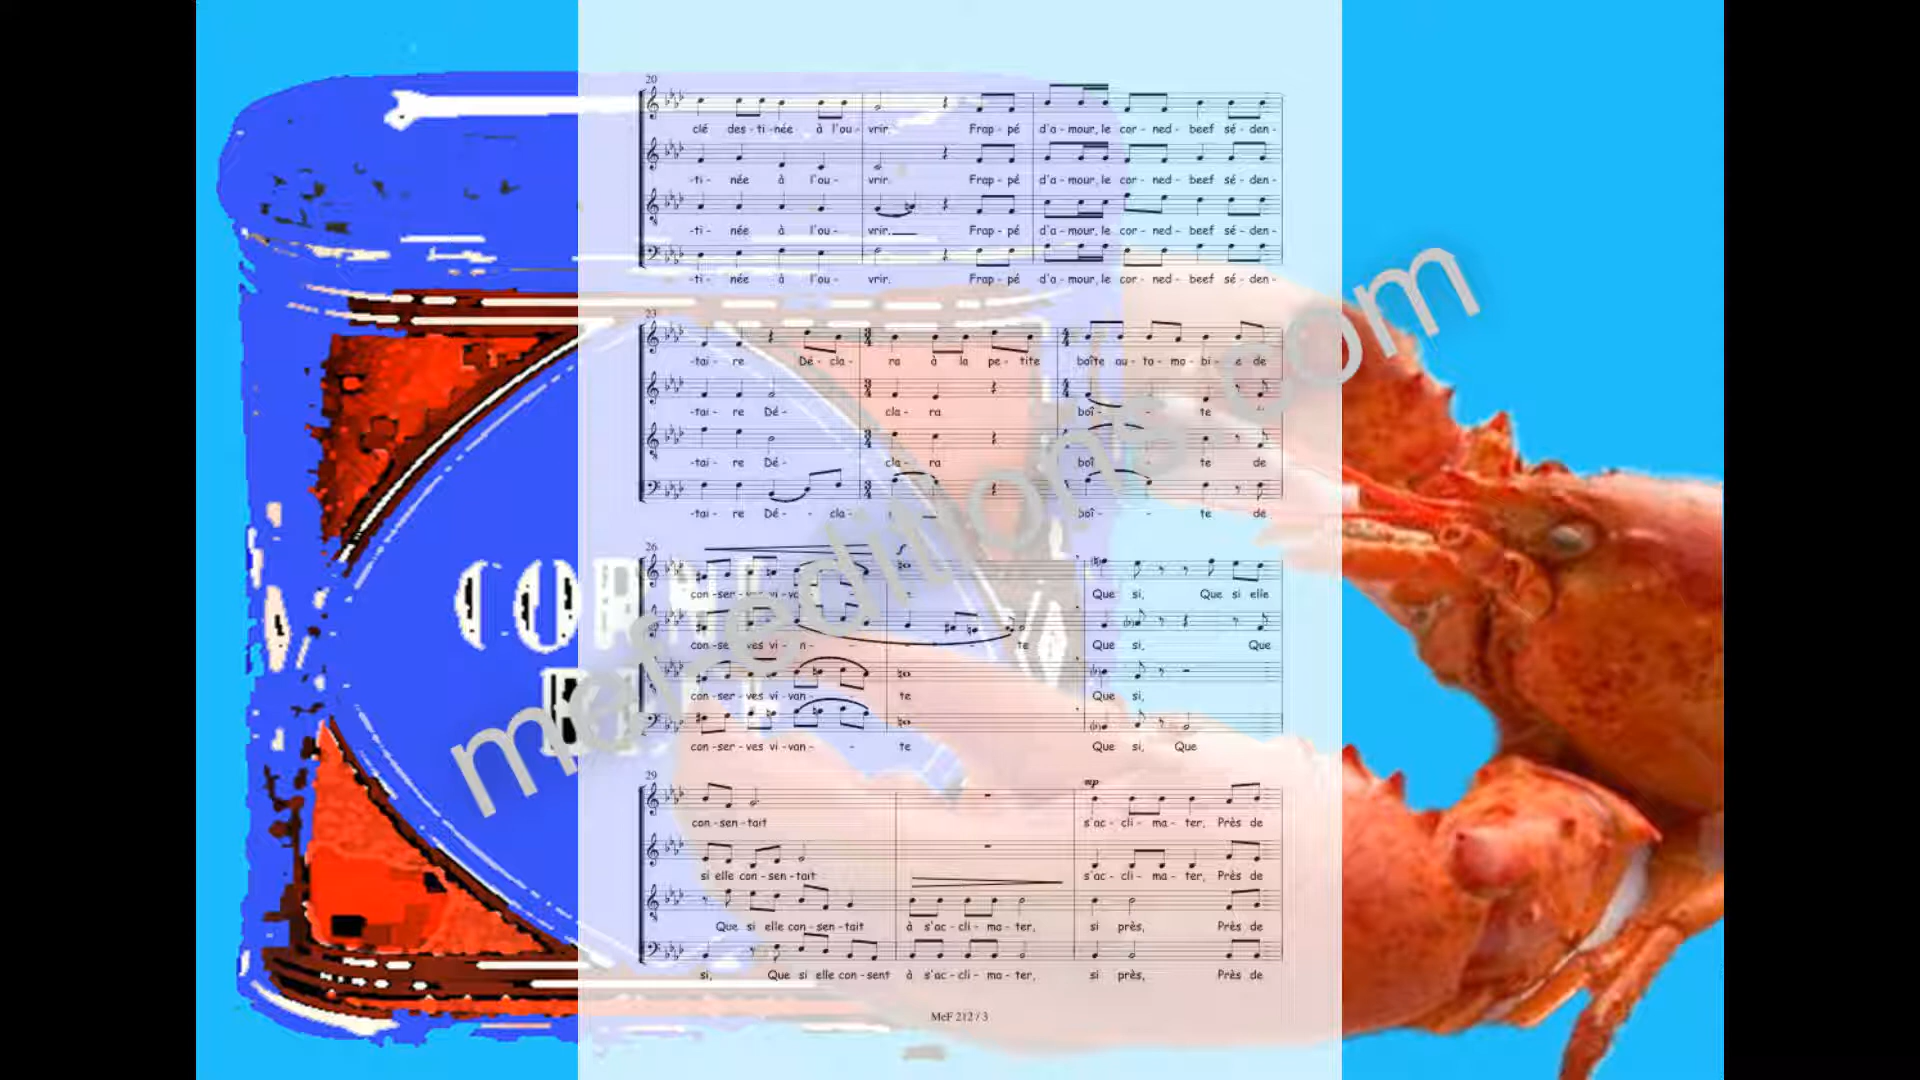 20
clé des - ti - née à l'ou - vrir. Frap - pé d'a - mour, le cor - ned - beef sé - den -
-ti - née à l'ou - vrir. Frap - pé d'a - mour, le cor - ned - beef sé - den -
-ti - née à l'ou - vrir. Frap - pé d'a - mour, le cor - ned - beef sé - den -
-ti - née à l'ou - vrir. Frap - pé d'a - mour, le cor - ned - beef sé - den -
23
-tai - re Dé - cla - ra à la pe - tite boîte au - to - mo - bi - e de
-tai - re Dé - cla - ra boî - te
-tai - re Dé - cla - ra boî - te de
-tai - re Dé - cla - boî - te de
26
con - ser - ves vi -
con - ser ves vi - te Que si, Que si elle
Que si, Que
con - ser - ves vi - van - te Que si,
con - ser - ves vi - van - te Que si, Que
29
mp
con - sen - tait s'ac - cli - ma - ter, Près de
si elle con - sen - tait s'ac - cli - ma - ter, Près de
Que si elle con - sen - tait à s'ac - cli - ma - ter, si près, Près de
si, Que si elle con - sent à s'ac - cli - ma - ter, si près, Près de
McF 212 / 3